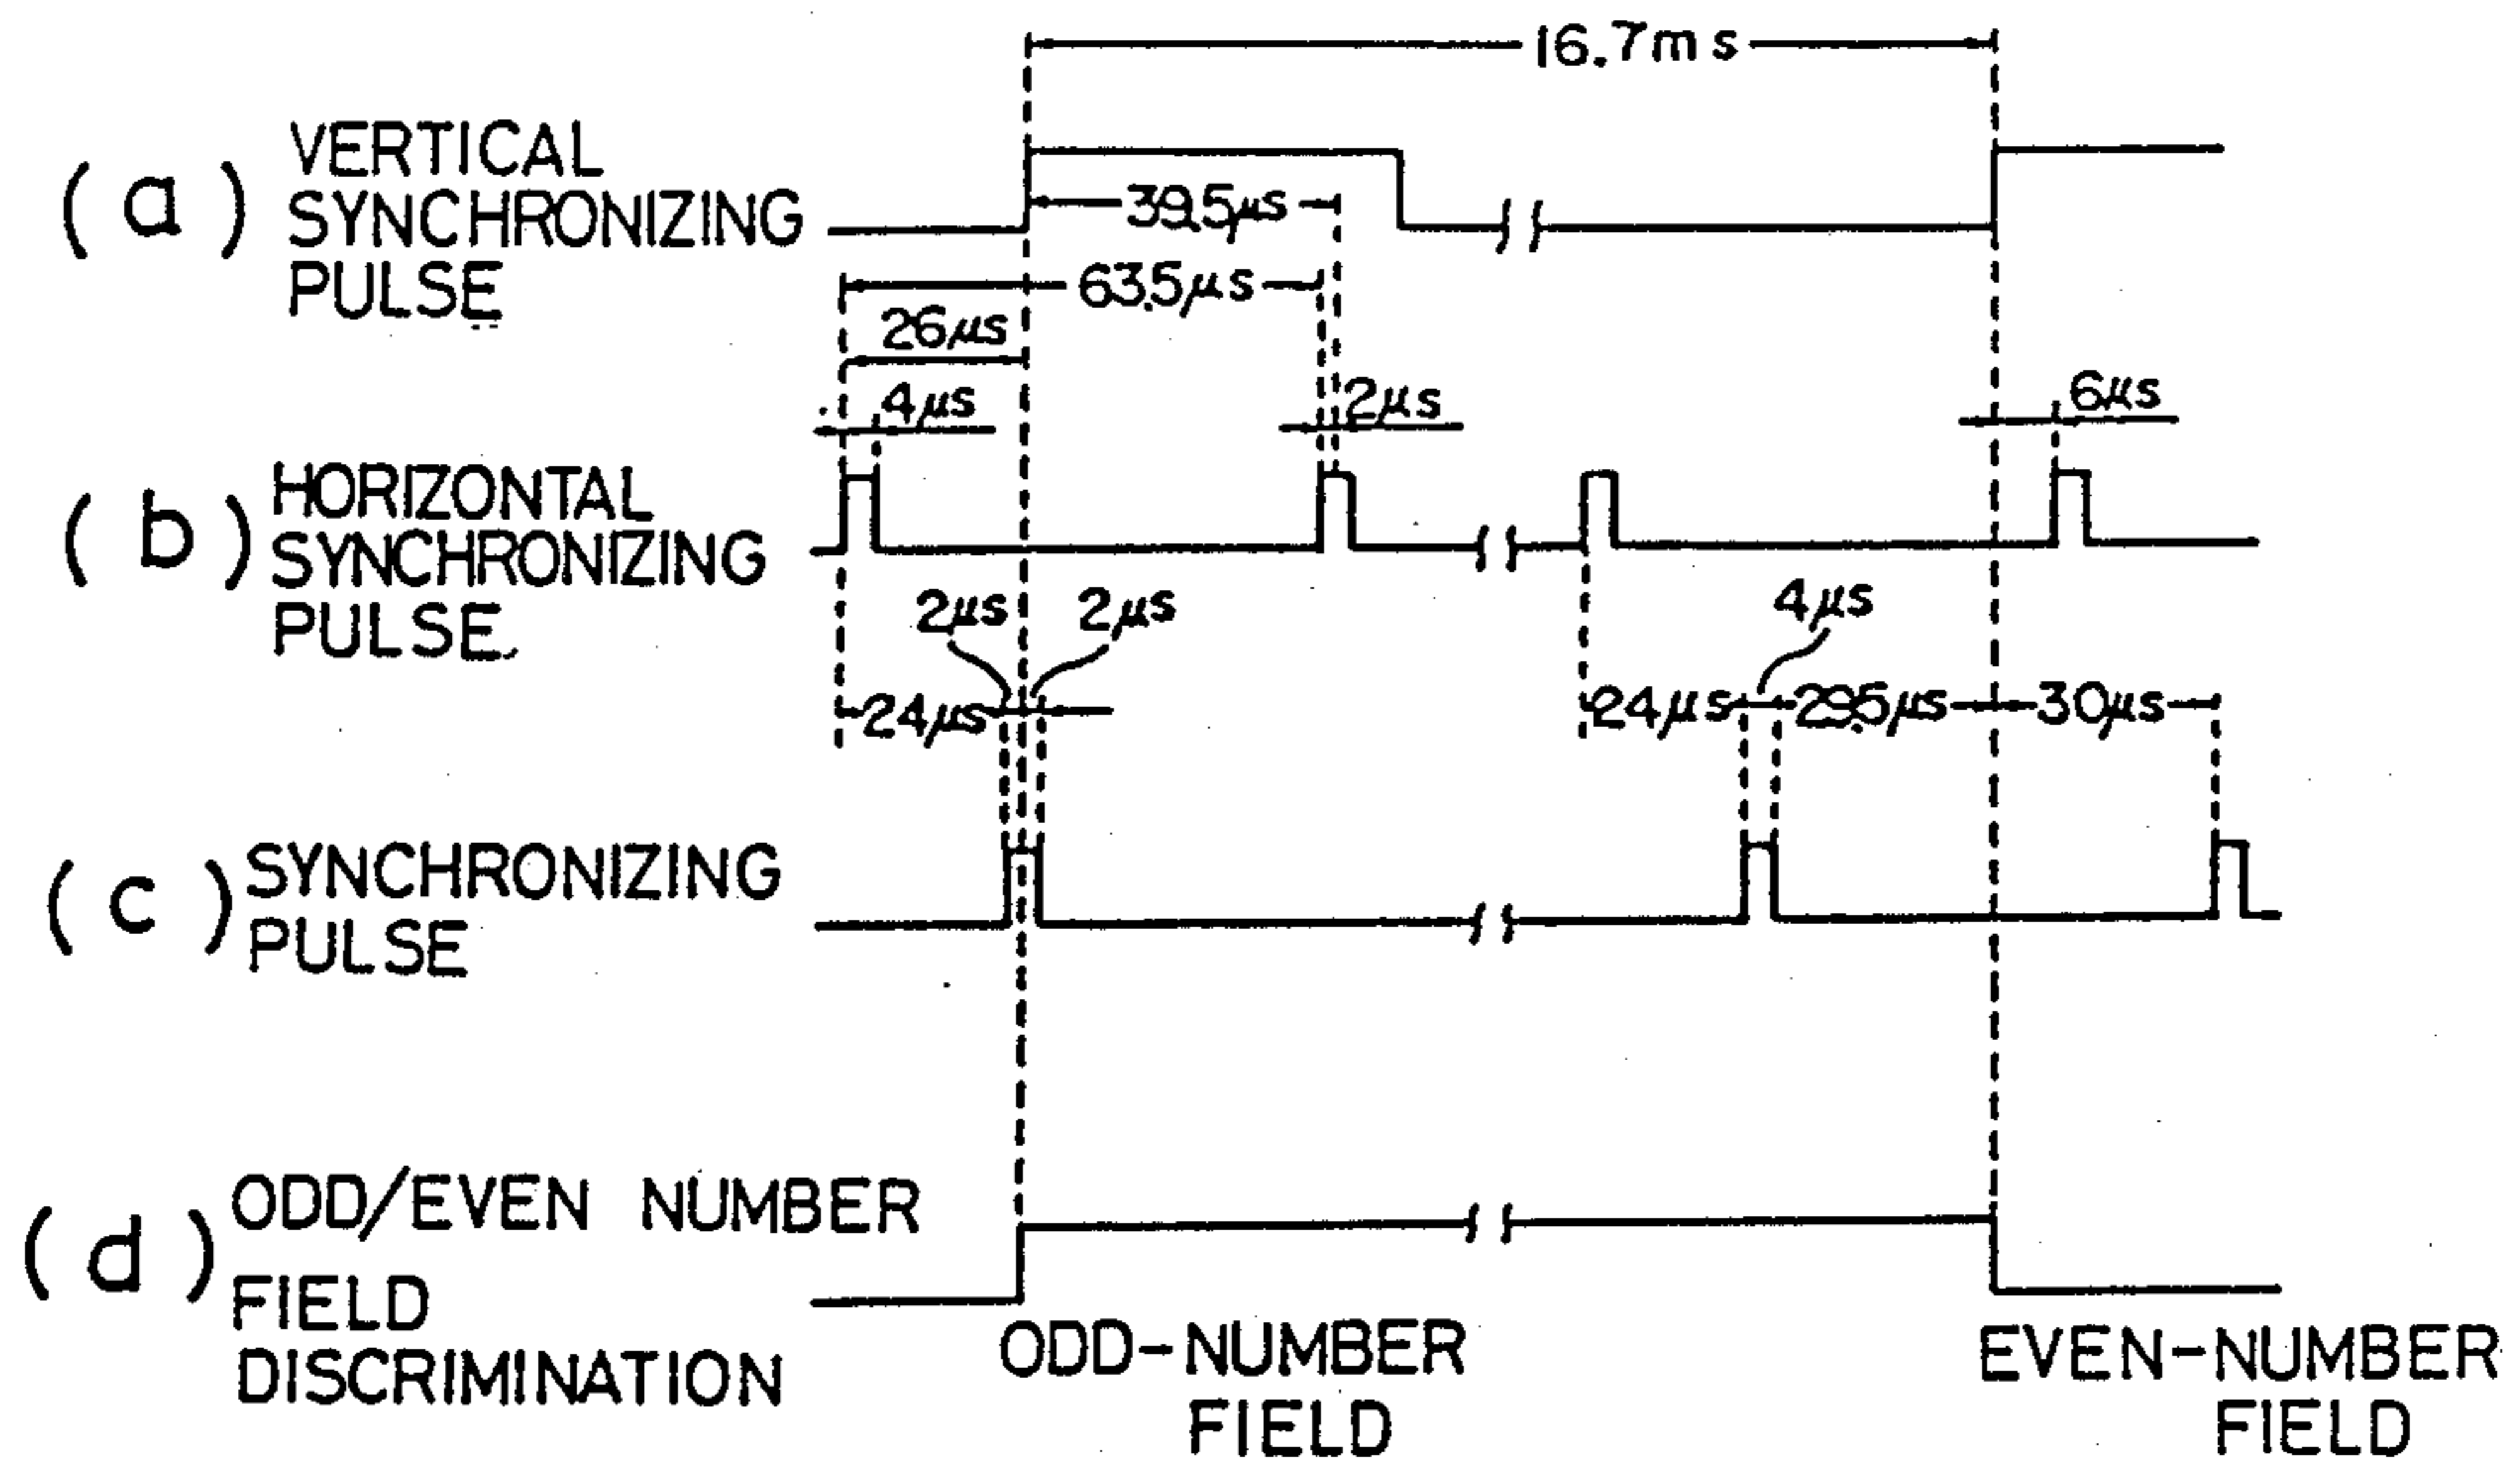 16.7ms
(a) VERTICAL
SYNCHRONIZING
PULSE
39.5μs
63.5μs
26μs
4μs
2μs
6μs
(b) HORIZONTAL
SYNCHRONIZING
PULSE
2μs 2μs
4μs
24μs
24μs 29.5μs 30μs
(c) SYNCHRONIZING
PULSE
(d) ODD/EVEN NUMBER
FIELD
DISCRIMINATION
ODD-NUMBER
FIELD
EVEN-NUMBER
FIELD